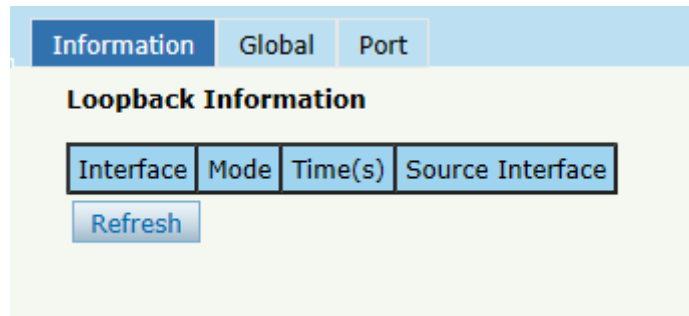 Information Global Port
Loopback Information
Interface Mode Time(s) Source Interface
Refresh